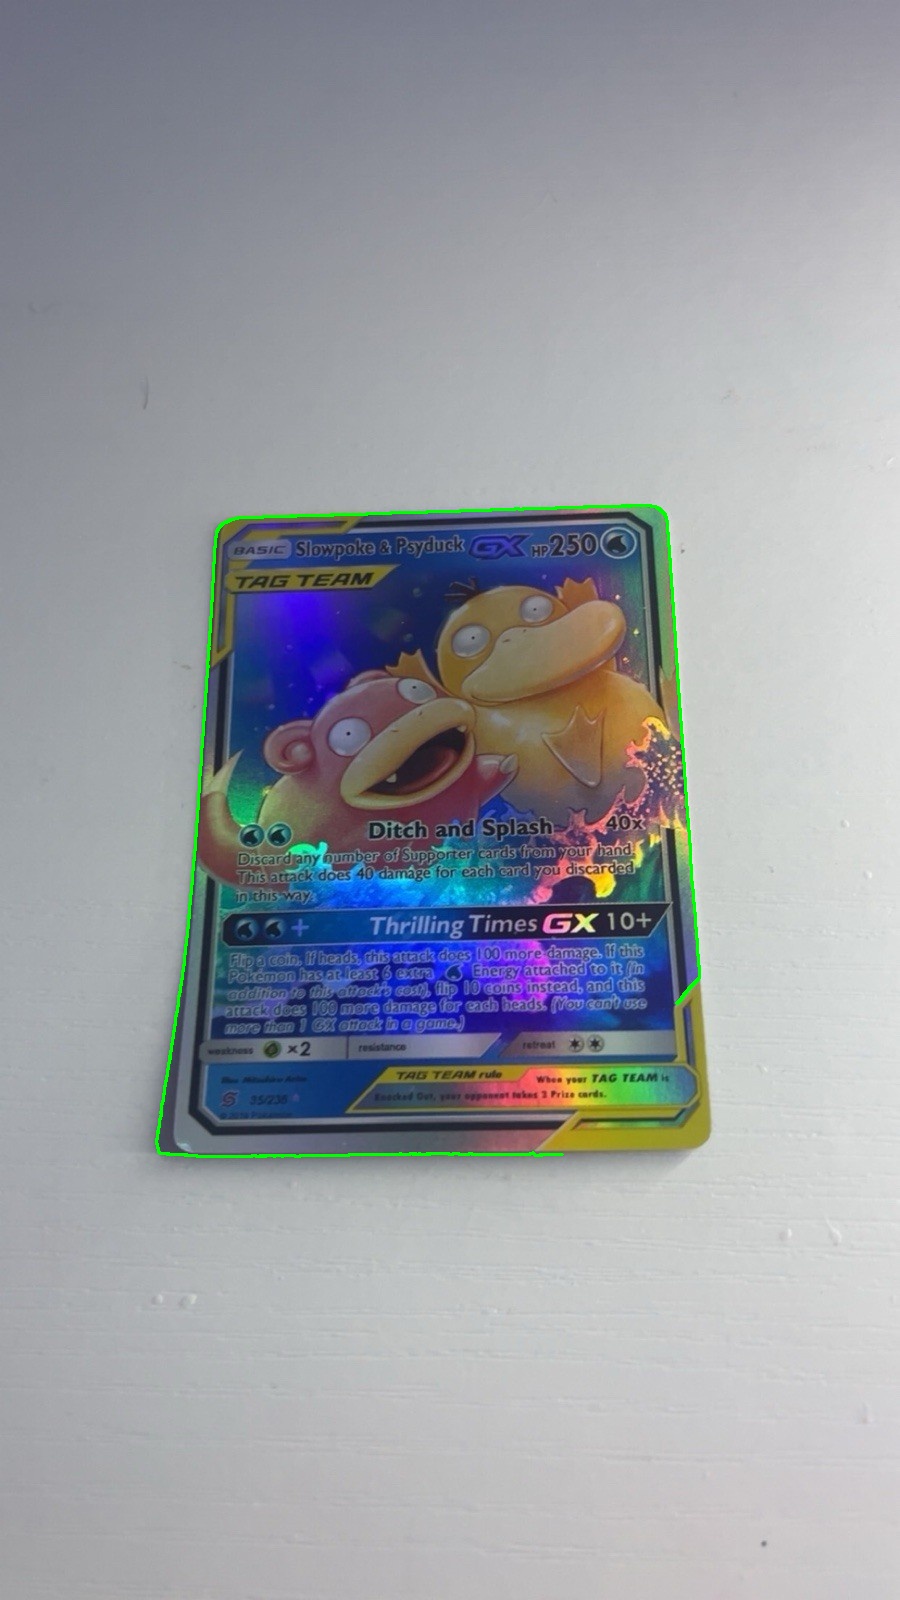 BASIC Slowpoke & Psyduck GX HP250
TAG TEAM
Ditch and Splash 40x
Discard any number of Supporter cards from your hand.
This attack does 40 damage for each card you discarded
in this way.
+ Thrilling Times GX 10+
Flip a coin. If heads, this attack does 100 more damage. If this
Pokémon has at least 6 extra Energy attached to it (in
addition to this attack's cost), flip 10 coins instead, and this
attack does 100 more damage for each heads. (You can't use
more than 1 GX attack in a game.)
weakness ×2 resistance retreat
TAG TEAM rule When your TAG TEAM is
Knocked Out, your opponent takes 3 Prize cards.
35/236